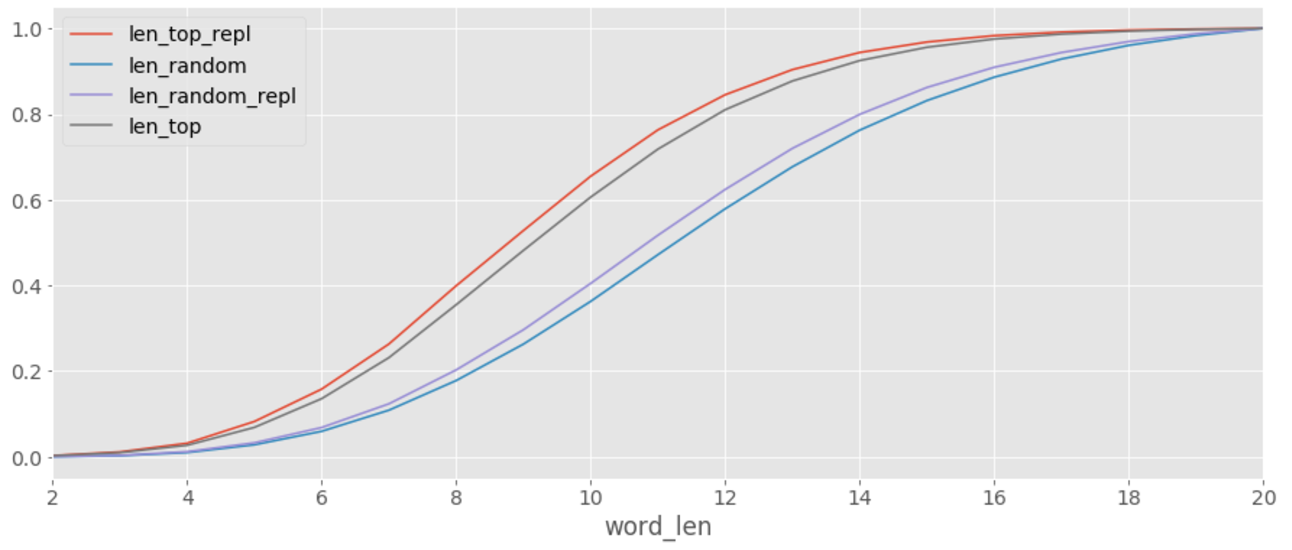 1.0
0.8
0.6
0.4
0.2
0.0
len_top_repl
len_random
len_random_repl
len_top
2 4 6 8 10 12 14 16 18 20
word_len